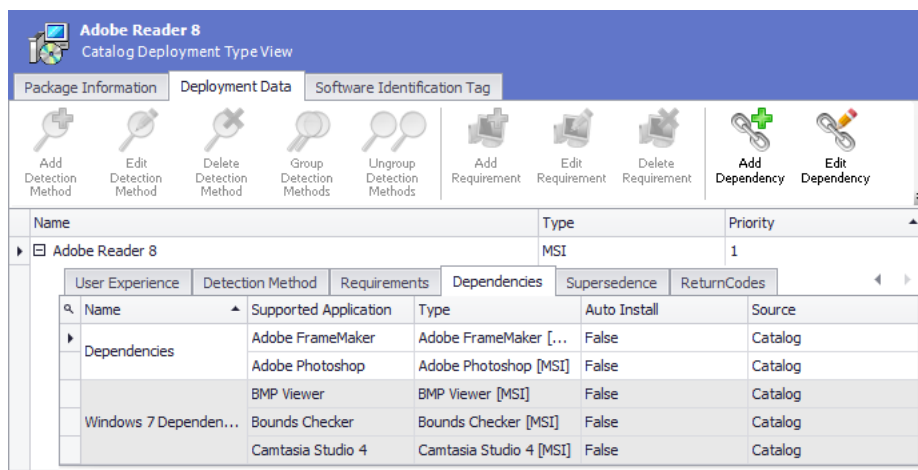 Adobe Reader 8
Catalog Deployment Type View
Package Information Deployment Data Software Identification Tag
Add Detection Method Edit Detection Method Delete Detection Method Group Detection Methods Ungroup Detection Methods Add Requirement Edit Requirement Delete Requirement Add Dependency Edit Dependency
Name Type Priority
Adobe Reader 8 MSI 1
User Experience Detection Method Requirements Dependencies Supersedence ReturnCodes
Name Supported Application Type Auto Install Source
Dependencies Adobe FrameMaker Adobe FrameMaker [... False Catalog
Adobe Photoshop Adobe Photoshop [MSI] False Catalog
Windows 7 Dependen... BMP Viewer BMP Viewer [MSI] False Catalog
Bounds Checker Bounds Checker [MSI] False Catalog
Camtasia Studio 4 Camtasia Studio 4 [MSI] False Catalog